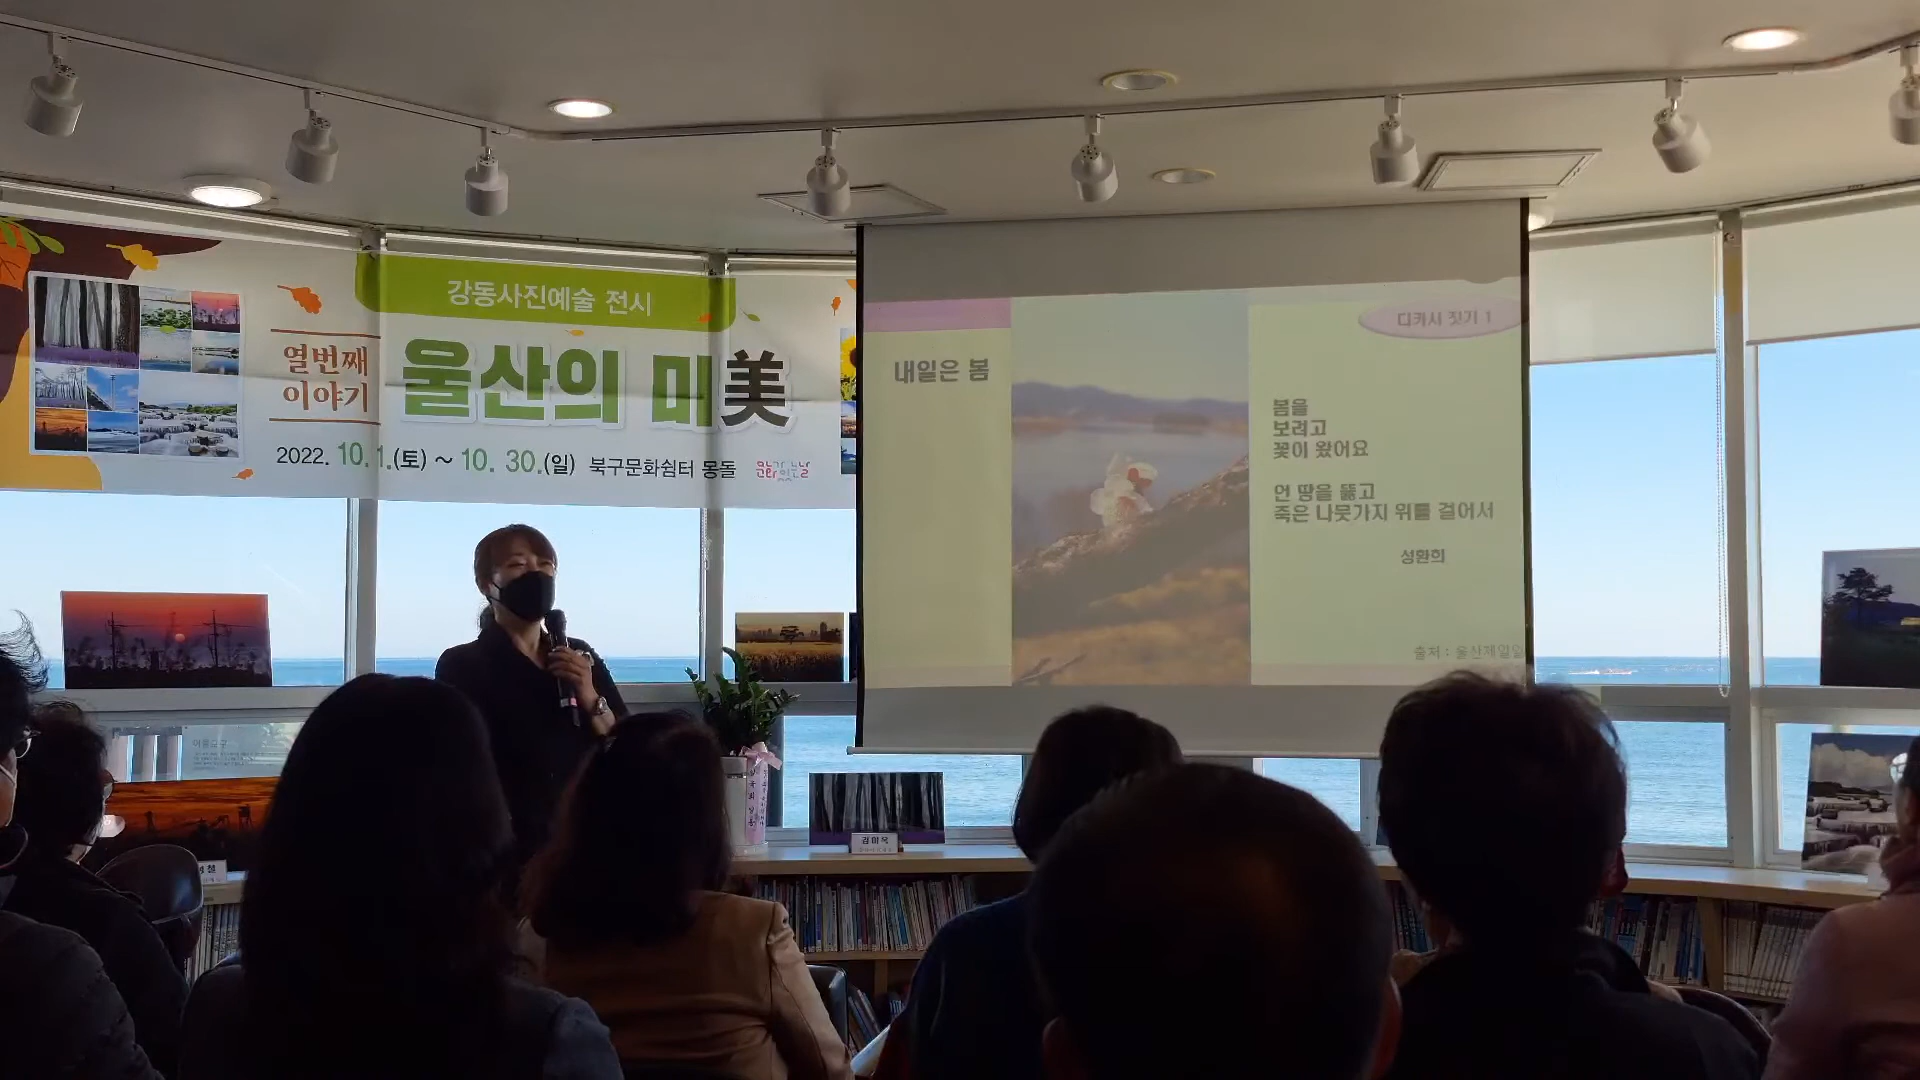 강동사진예술 전시
열번째
이야기
울산의 미美
2022. 10. 1.(토) ~ 10. 30.(일) 북구문화쉼터 몽돌
디카시 짓기 1
내일은 봄
봄을
보려고
꽃이 왔어요
언 땅을 뚫고
죽은 나뭇가지 위를 걸어서
성환희
출처 : 울산제일일
김미옥